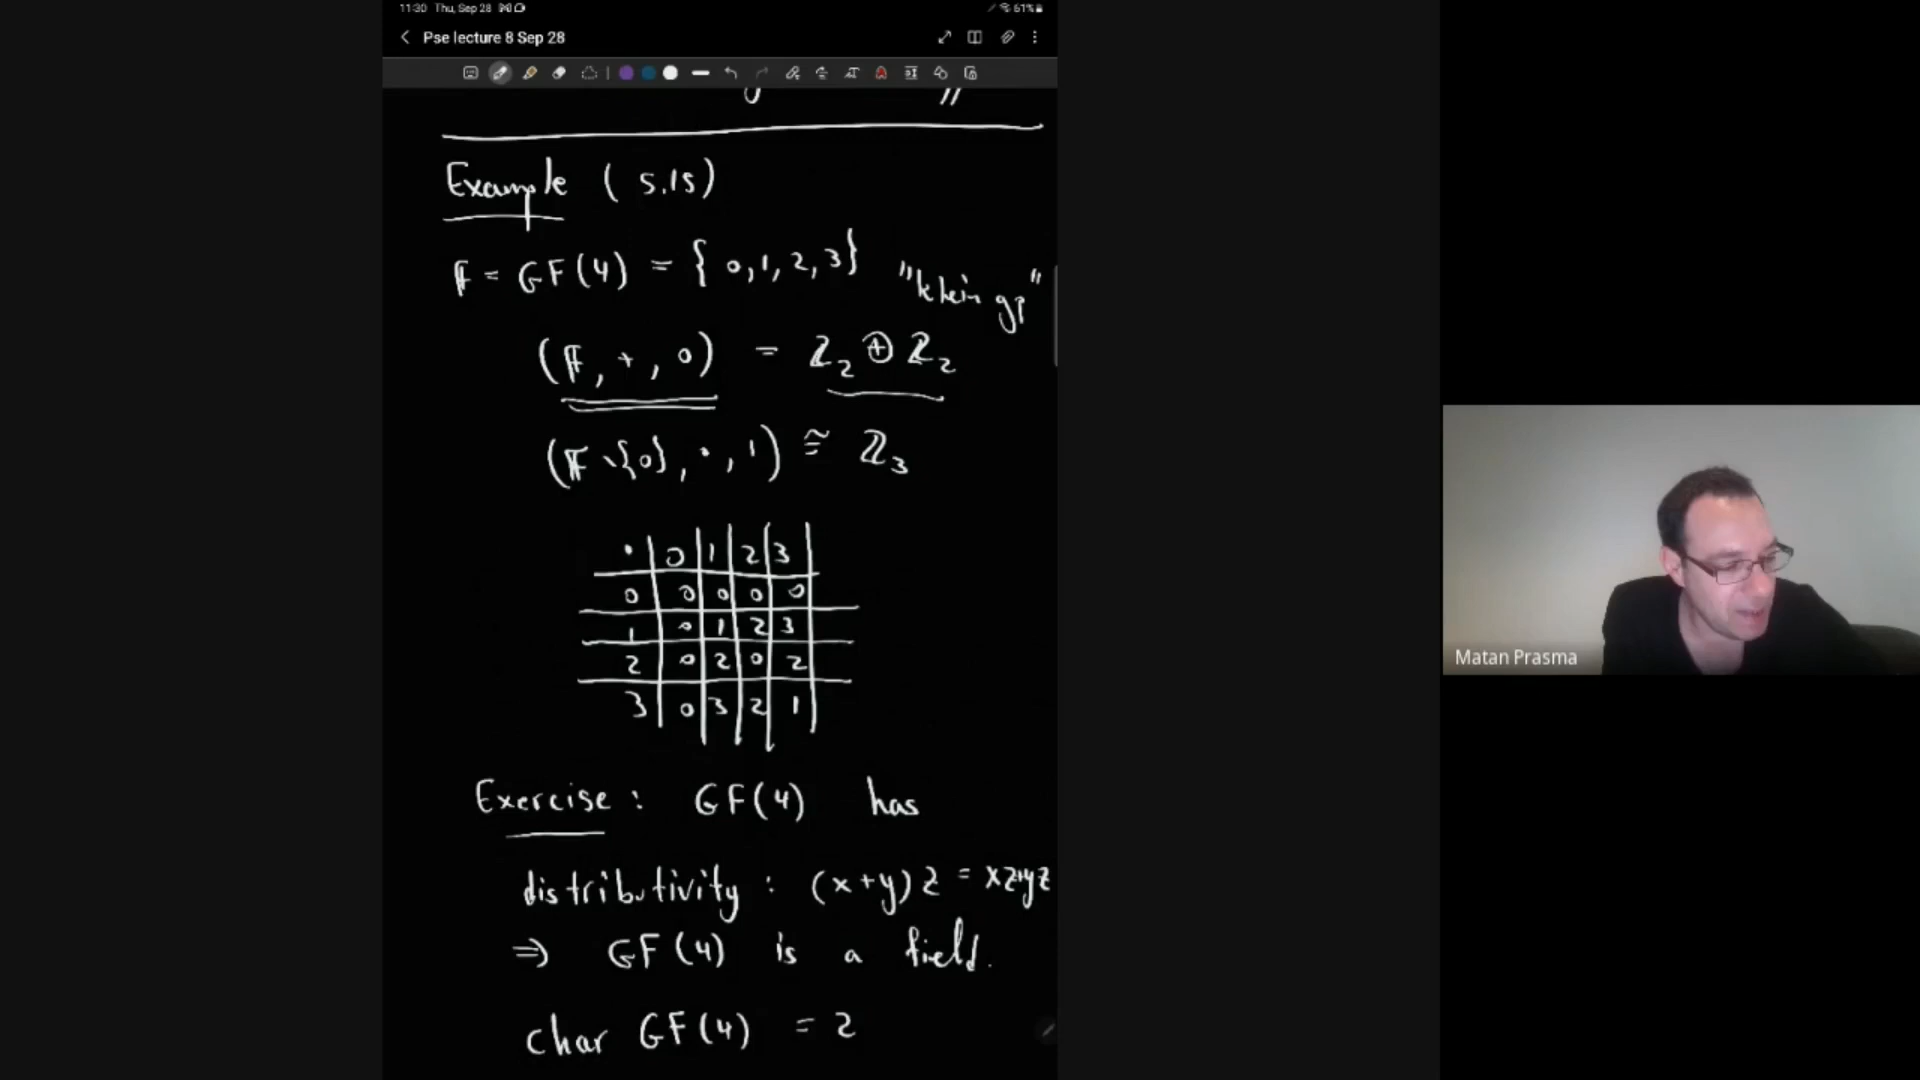 11:30 Thu, Sep 28
61%
Pse lecture 8 Sep 28
Example (5.15)
𝔽 = GF(4) = { 0,1,2,3} "klein gp"
(𝔽, +, 0) = ℤ₂ ⊕ ℤ₂
(𝔽 \ {0}, ·, 1) ≅ ℤ₃
· 0 1 2 3
0 0 0 0 0
1 0 1 2 3
2 0 2 0 2
3 0 3 2 1
Exercise : GF(4) has
distributivity : (x+y) z = xz+yz
⇒ GF(4) is a field.
char GF(4) = 2
Matan Prasma